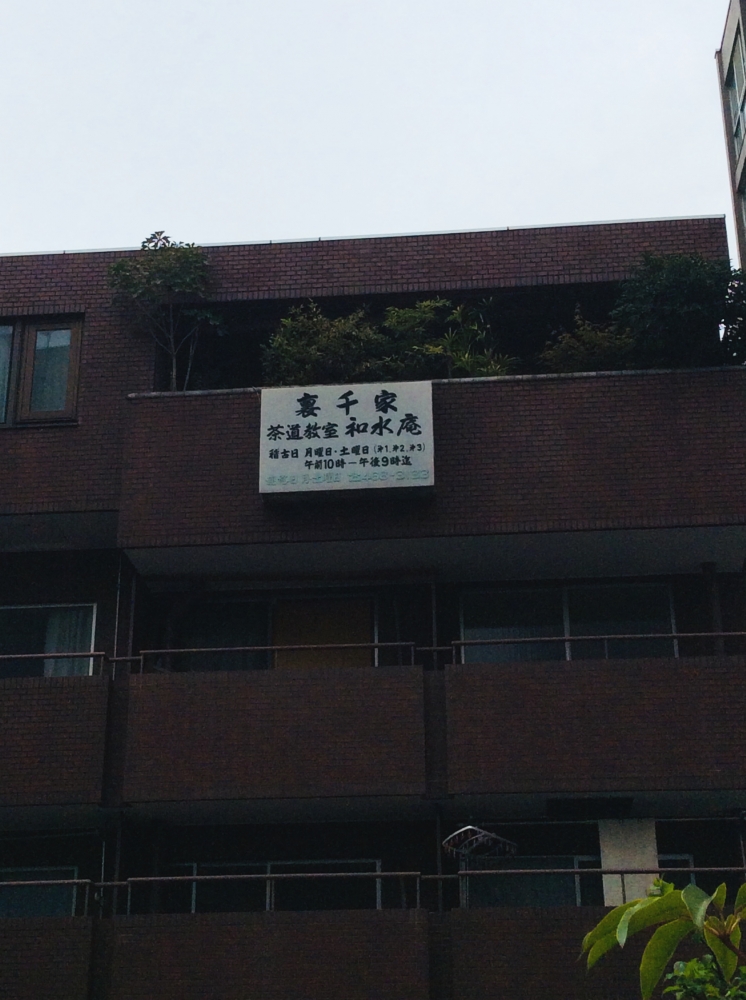 裏千家
茶道教室 和水庵
稽古日 月曜日・土曜日 (第1、第2、第3)
午前10時―午後9時迄